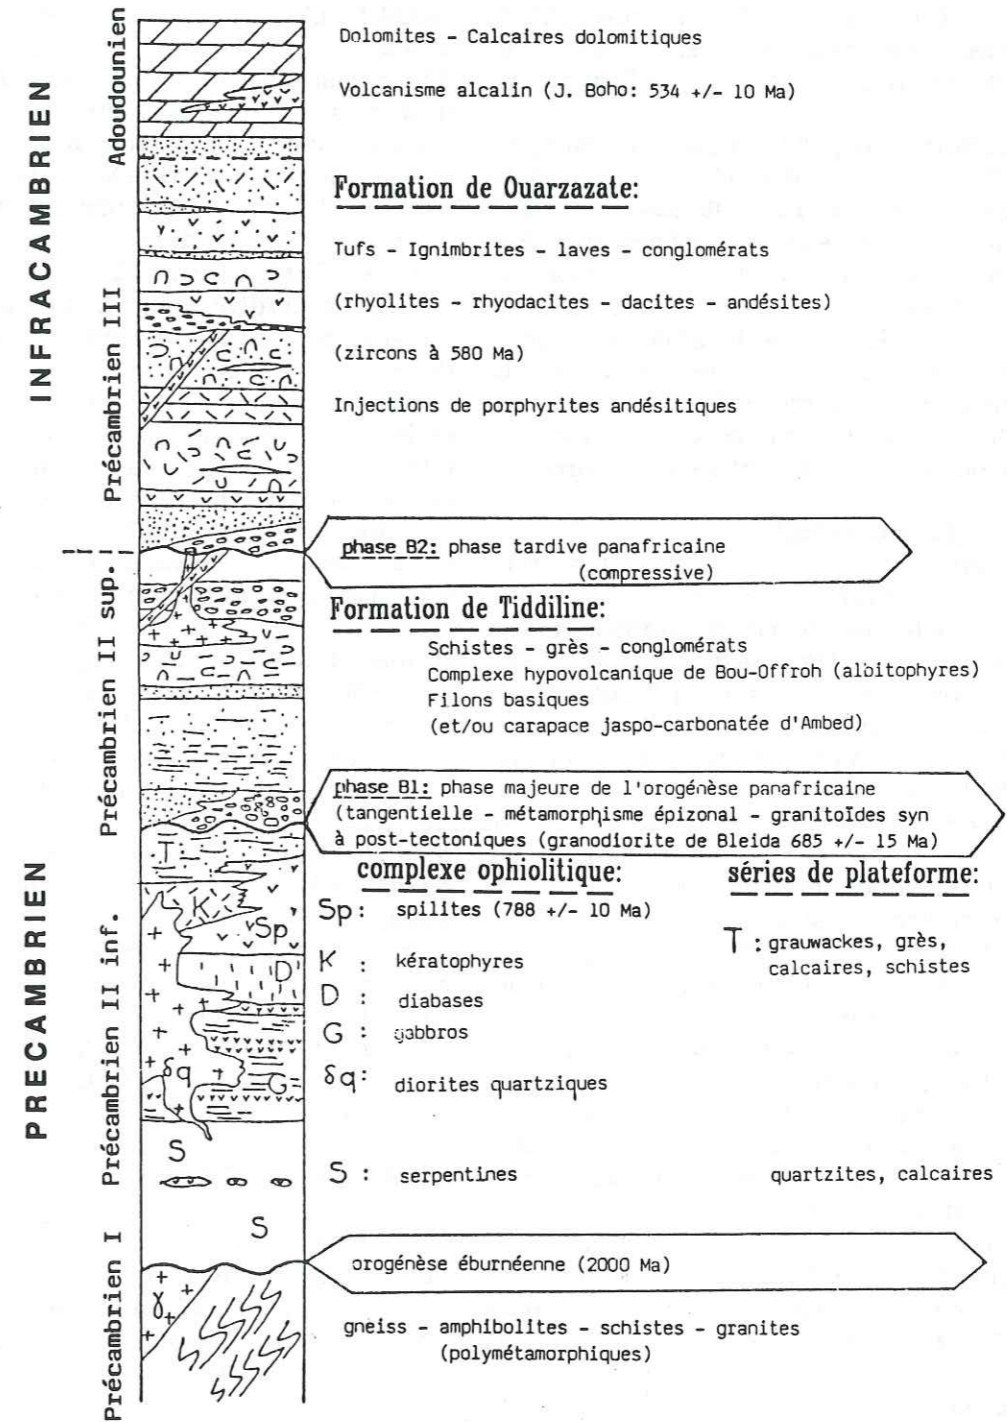 INFRACAMBRIEN
PRECAMBRIEN
Adoudounien
Précambrien III
Précambrien II sup.
Précambrien II inf.
Précambrien I
Dolomites - Calcaires dolomitiques
Volcanisme alcalin (J. Boho: 534 +/- 10 Ma)
Formation de Ouarzazate:
Tufs - Ignimbrites - laves - conglomérats
(rhyolites - rhyodacites - dacites - andésites)
(zircons à 580 Ma)
Injections de porphyrites andésitiques
phase B2: phase tardive panafricaine
(compressive)
Formation de Tiddiline:
Schistes - grès - conglomérats
Complexe hypovolcanique de Bou-Offroh (albitophyres)
Filons basiques
(et/ou carapace jaspo-carbonatée d'Ambed)
phase B1: phase majeure de l'orogénèse panafricaine
(tangentielle - métamorphisme épizonal - granitoïdes syn
à post-tectoniques (granodiorite de Bleida 685 +/- 15 Ma)
complexe ophiolitique:
séries de plateforme:
Sp: spilites (788 +/- 10 Ma)
T : grauwackes, grès,
calcaires, schistes
K : kératophyres
D : diabases
G : gabbros
δq: diorites quartziques
S : serpentines
quartzites, calcaires
orogénèse éburnéenne (2000 Ma)
gneiss - amphibolites - schistes - granites
(polymétamorphiques)
T
K
Sp
D
δq
G
S
S
γ